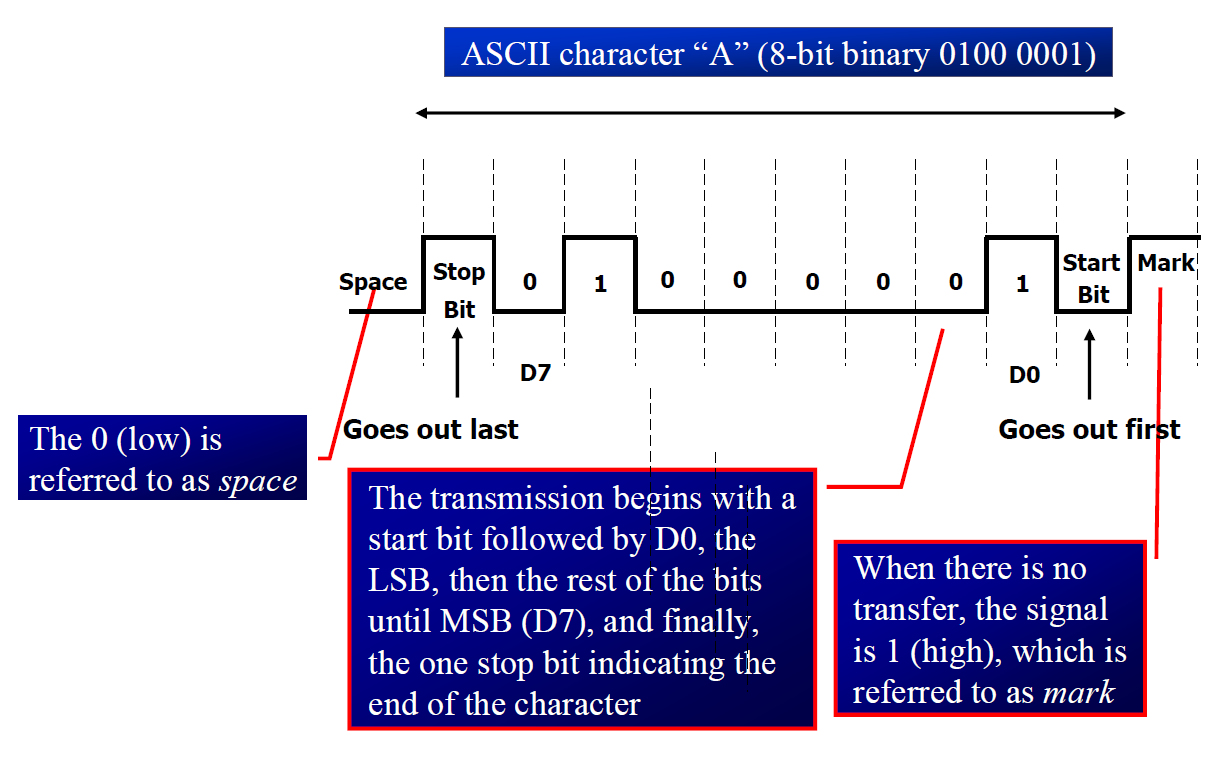 ASCII character “A” (8-bit binary 0100 0001)
Space
Stop
Bit
0
1
0
0
0
0
0
1
Start
Bit
Mark
D7
D0
Goes out last
Goes out first
The 0 (low) is
referred to as space
The transmission begins with a
start bit followed by D0, the
LSB, then the rest of the bits
until MSB (D7), and finally,
the one stop bit indicating the
end of the character
When there is no
transfer, the signal
is 1 (high), which is
referred to as mark